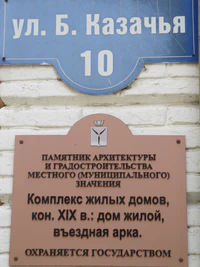 ул. Б. Казачья
10
ПАМЯТНИК АРХИТЕКТУРЫ
И ГРАДОСТРОИТЕЛЬСТВА
МЕСТНОГО (МУНИЦИПАЛЬНОГО)
ЗНАЧЕНИЯ
Комплекс жилых домов,
кон. XIX в.: дом жилой,
въездная арка.
ОХРАНЯЕТСЯ ГОСУДАРСТВОМ